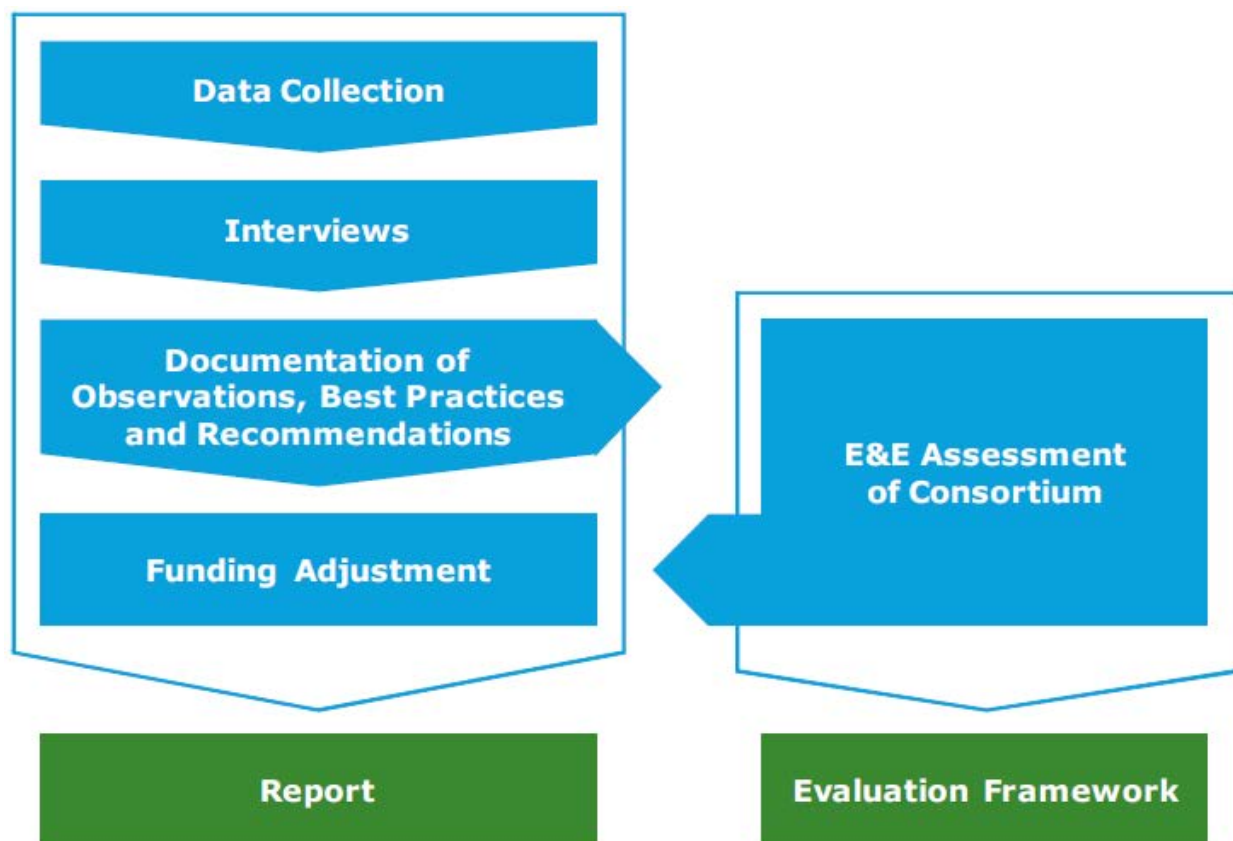 Data Collection
Interviews
Documentation of
Observations, Best Practices
and Recommendations
E&E Assessment
of Consortium
Funding Adjustment
Report
Evaluation Framework